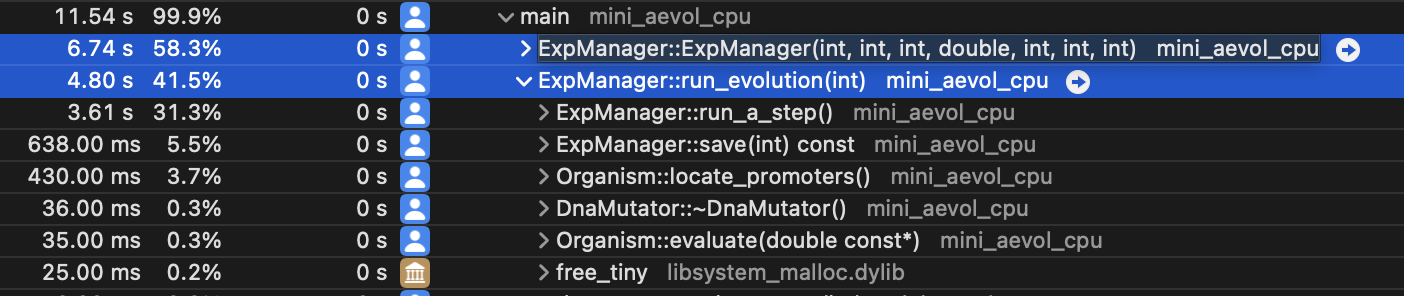 11.54 s 99.9% 0 s main mini_aevol_cpu
6.74 s 58.3% 0 s ExpManager::ExpManager(int, int, int, double, int, int, int) mini_aevol_cpu
4.80 s 41.5% 0 s ExpManager::run_evolution(int) mini_aevol_cpu
3.61 s 31.3% 0 s ExpManager::run_a_step() mini_aevol_cpu
638.00 ms 5.5% 0 s ExpManager::save(int) const mini_aevol_cpu
430.00 ms 3.7% 0 s Organism::locate_promoters() mini_aevol_cpu
36.00 ms 0.3% 0 s DnaMutator::~DnaMutator() mini_aevol_cpu
35.00 ms 0.3% 0 s Organism::evaluate(double const*) mini_aevol_cpu
25.00 ms 0.2% 0 s free_tiny libsystem_malloc.dylib